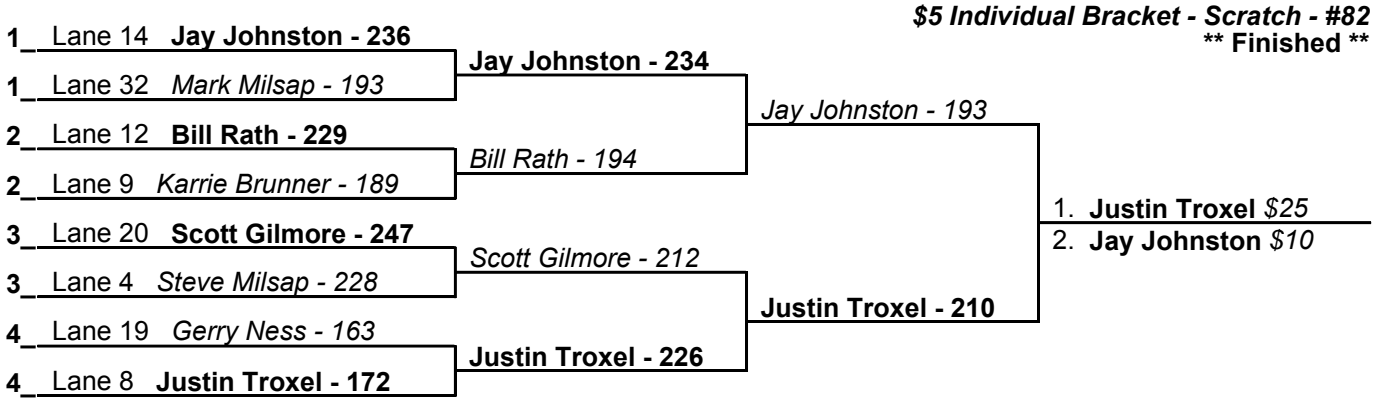 $5 Individual Bracket - Scratch - #82
** Finished **
1_ Lane 14 Jay Johnston - 236
1_ Lane 32 Mark Milsap - 193
2_ Lane 12 Bill Rath - 229
2_ Lane 9 Karrie Brunner - 189
3_ Lane 20 Scott Gilmore - 247
3_ Lane 4 Steve Milsap - 228
4_ Lane 19 Gerry Ness - 163
4_ Lane 8 Justin Troxel - 172
Jay Johnston - 234
Bill Rath - 194
Scott Gilmore - 212
Justin Troxel - 226
Jay Johnston - 193
Justin Troxel - 210
1. Justin Troxel $25
2. Jay Johnston $10